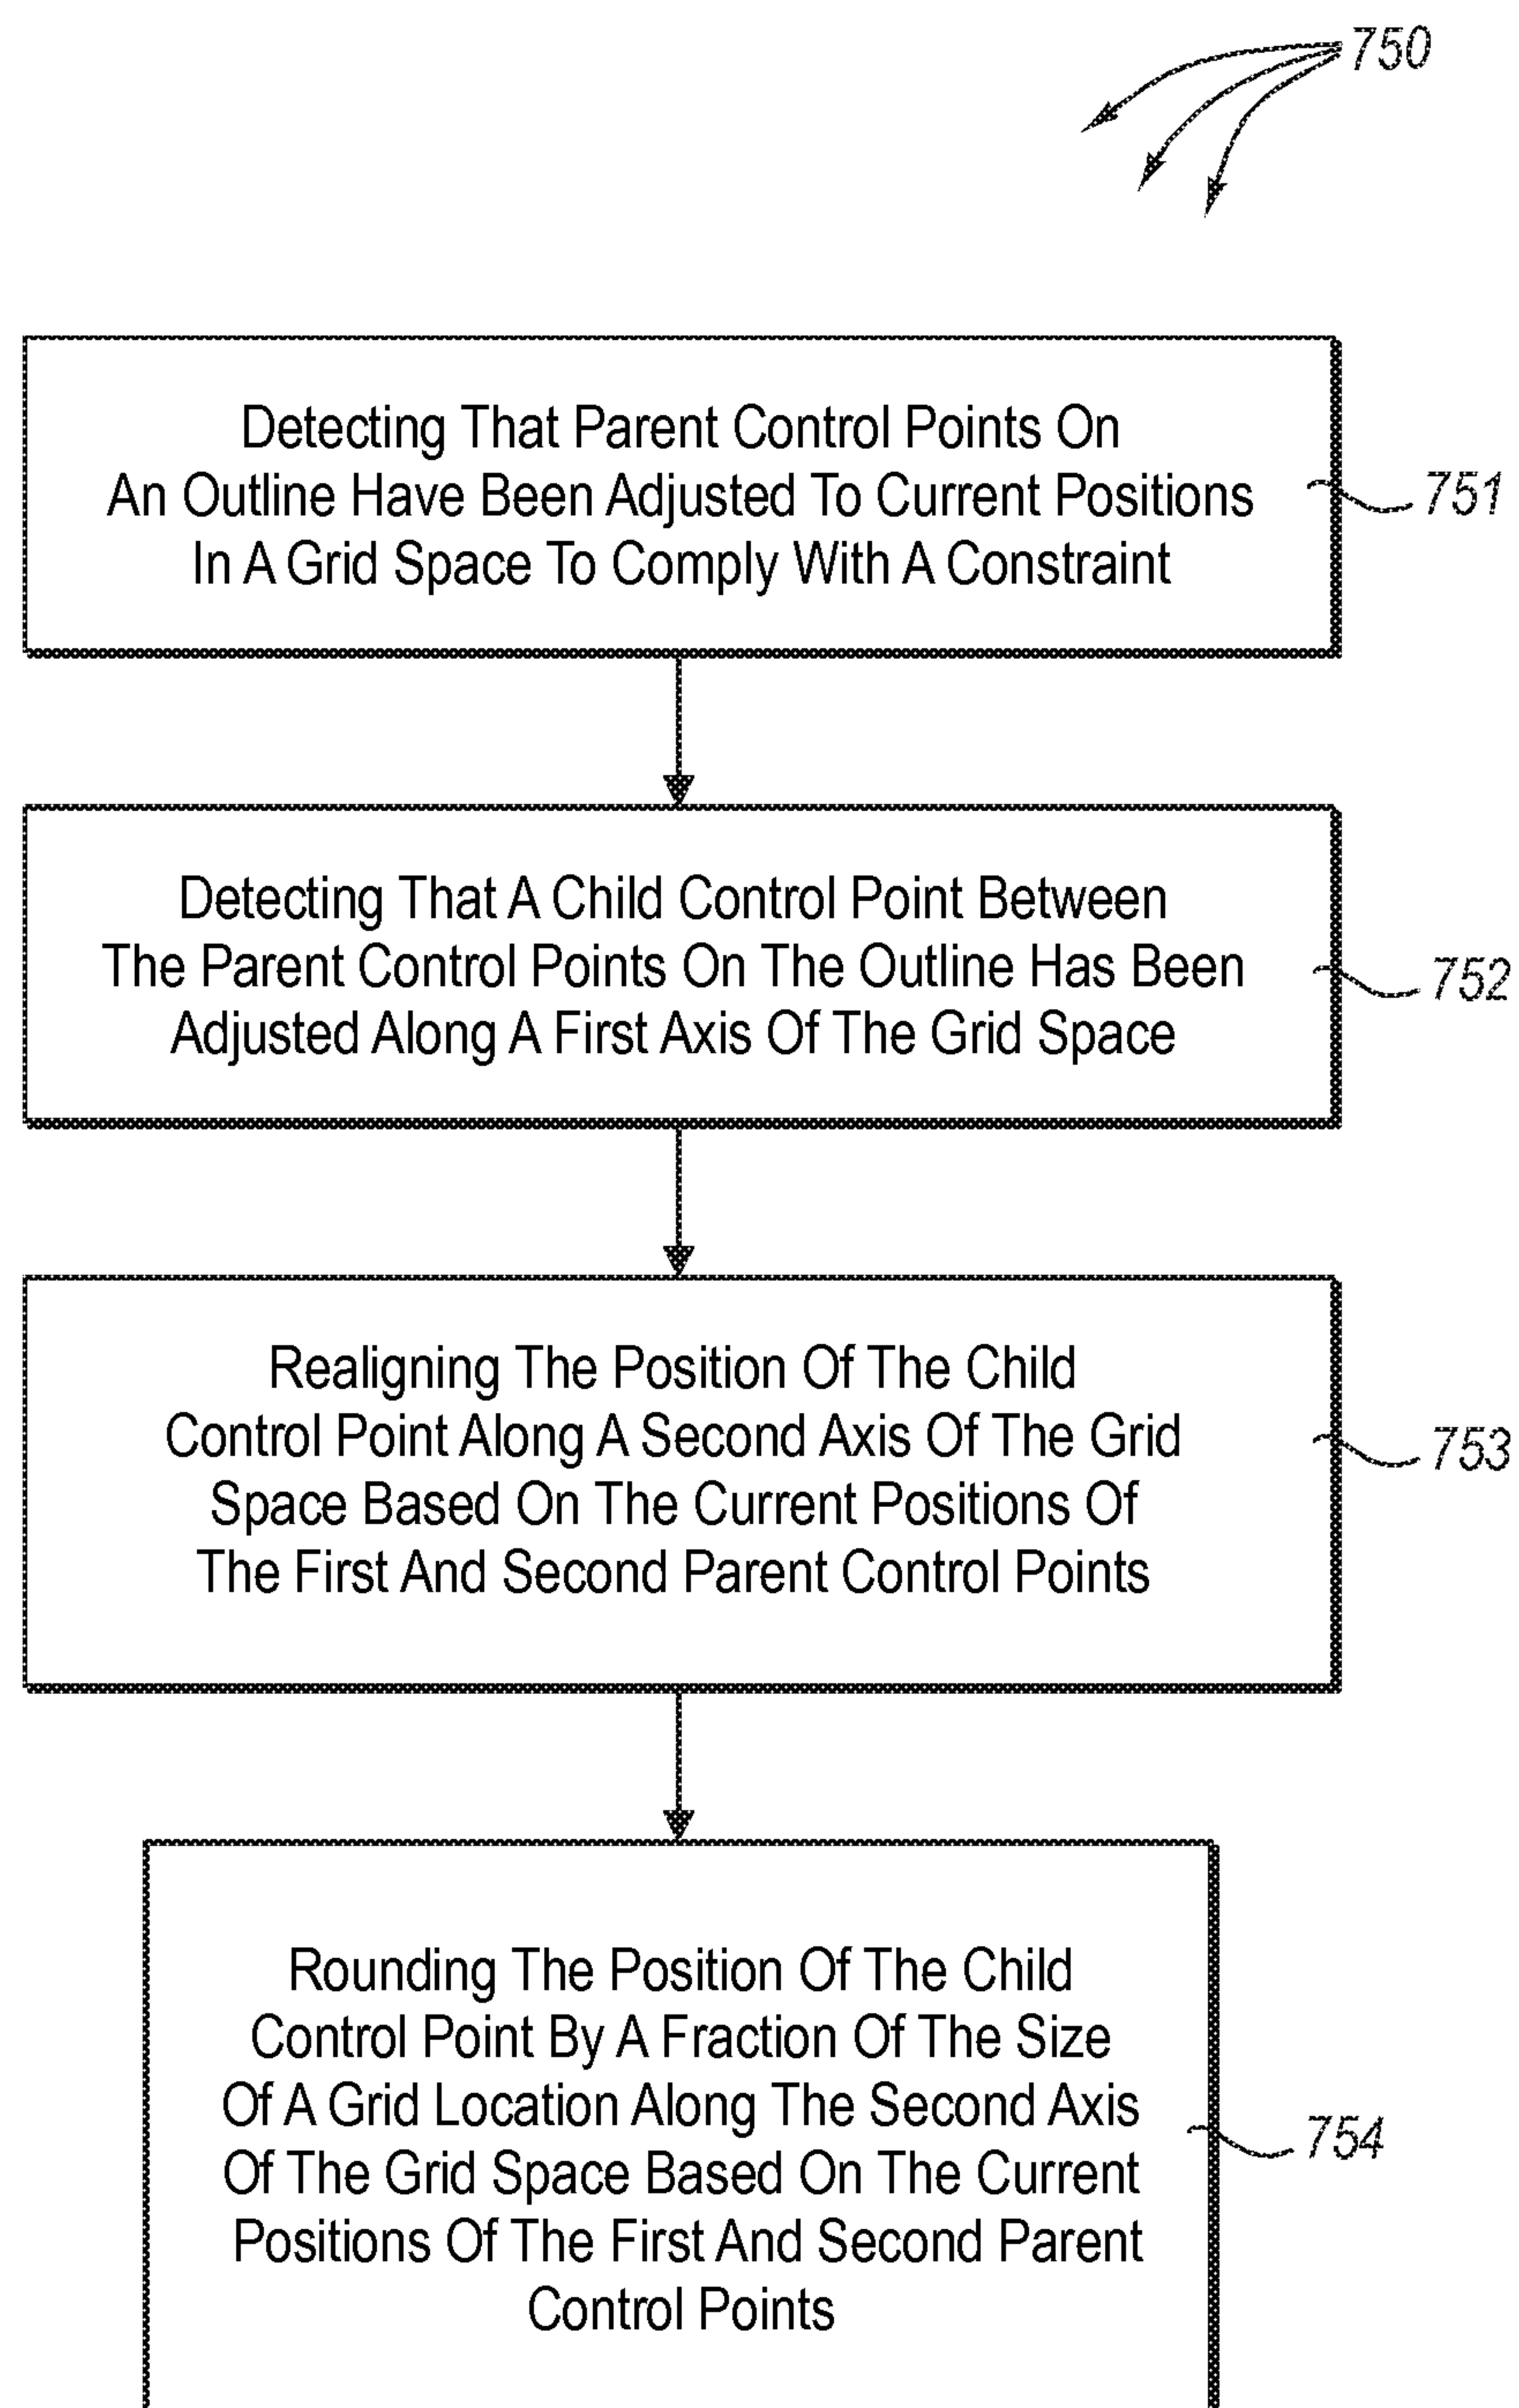 750
Detecting That Parent Control Points On
An Outline Have Been Adjusted To Current Positions
In A Grid Space To Comply With A Constraint
751
Detecting That A Child Control Point Between
The Parent Control Points On The Outline Has Been
Adjusted Along A First Axis Of The Grid Space
752
Realigning The Position Of The Child
Control Point Along A Second Axis Of The Grid
Space Based On The Current Positions Of
The First And Second Parent Control Points
753
Rounding The Position Of The Child
Control Point By A Fraction Of The Size
Of A Grid Location Along The Second Axis
Of The Grid Space Based On The Current
Positions Of The First And Second Parent
Control Points
754